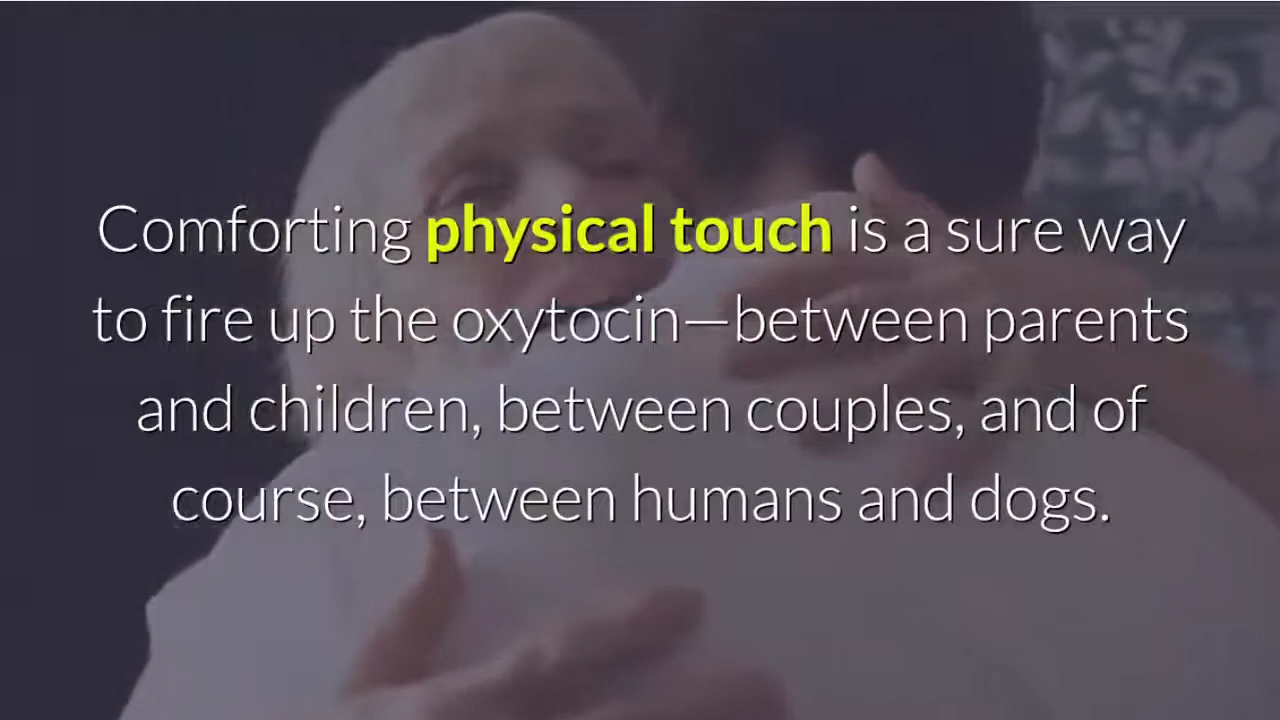 Comforting physical touch is a sure way
to fire up the oxytocin—between parents
and children, between couples, and of
course, between humans and dogs.